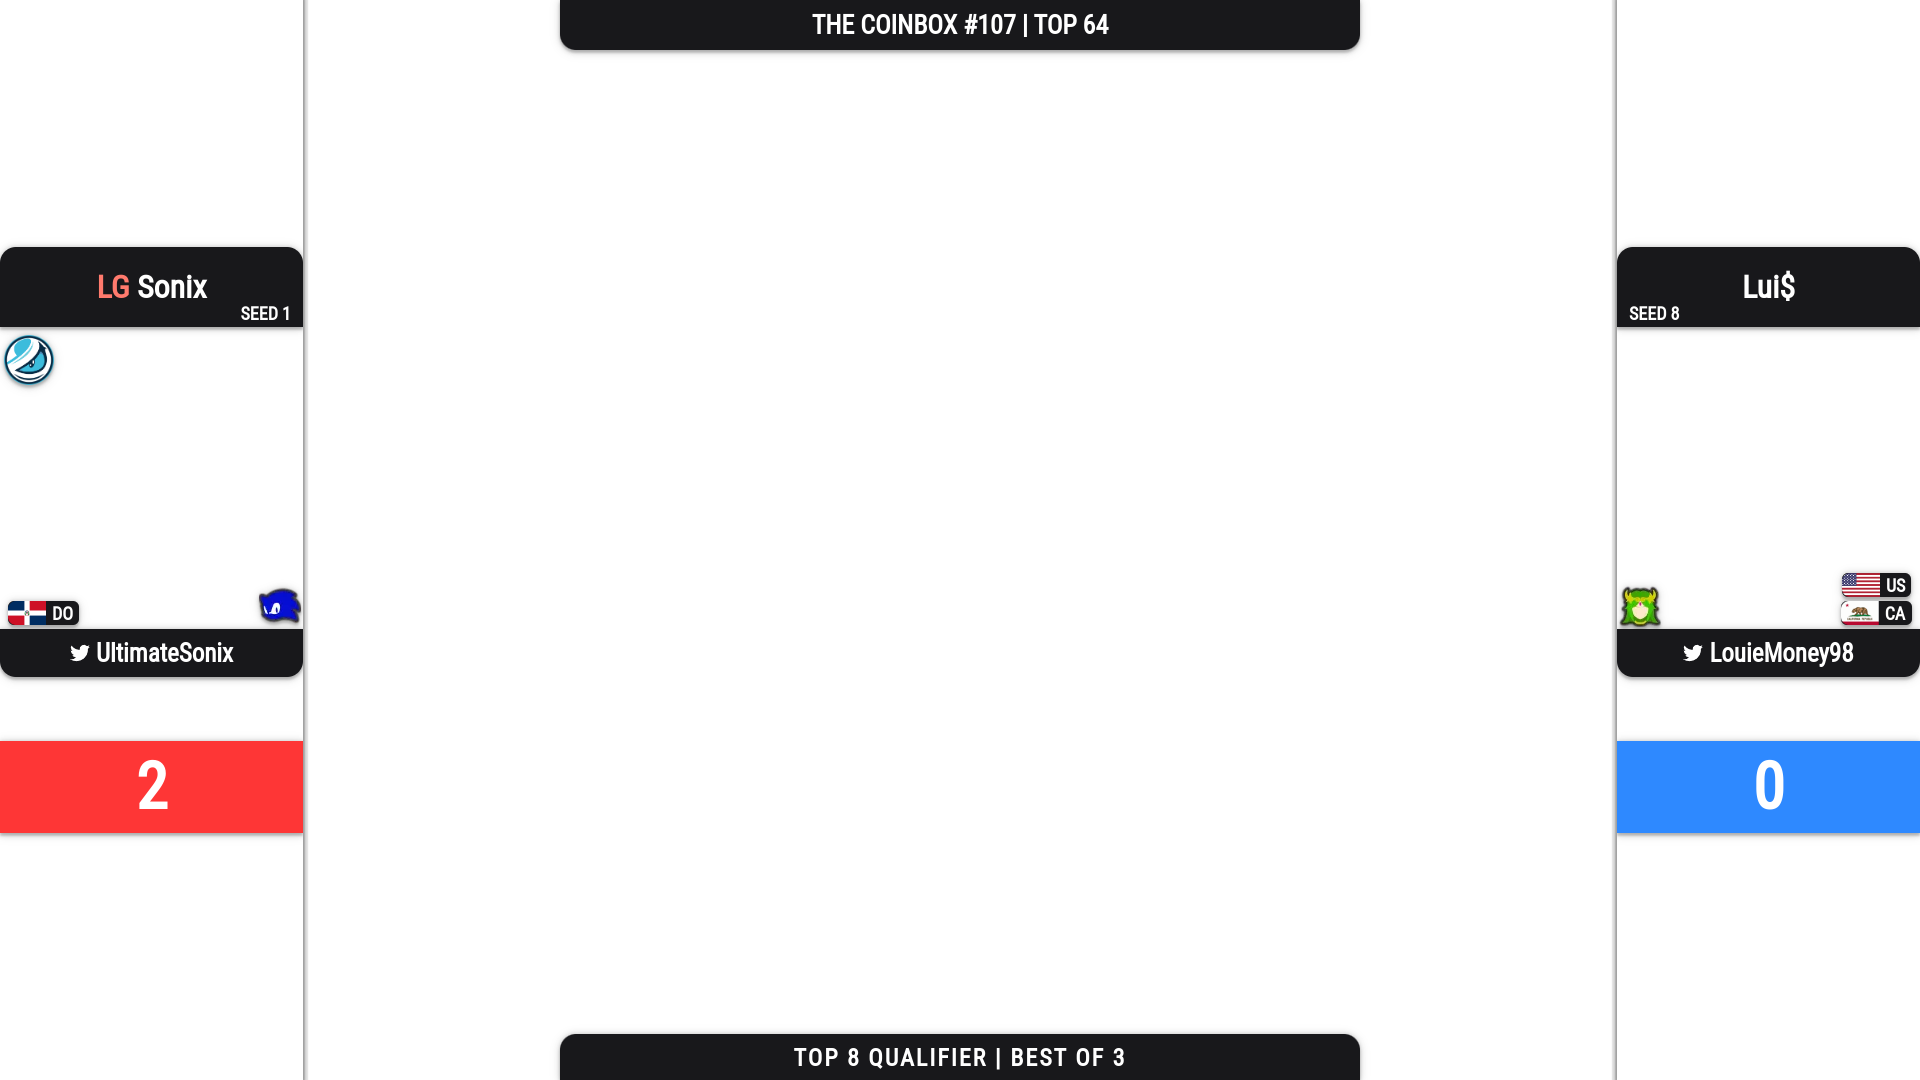 THE COINBOX #107 | TOP 64
LG Sonix
SEED 1
DO
UltimateSonix
2
Lui$
SEED 8
US
CA
LouieMoney98
0
TOP 8 QUALIFIER | BEST OF 3